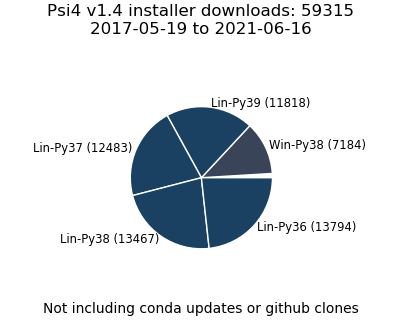 Psi4 v1.4 installer downloads: 59315
2017-05-19 to 2021-06-16
Lin-Py39 (11818)
Lin-Py37 (12483)
Win-Py38 (7184)
Lin-Py38 (13467)
Lin-Py36 (13794)
Not including conda updates or github clones